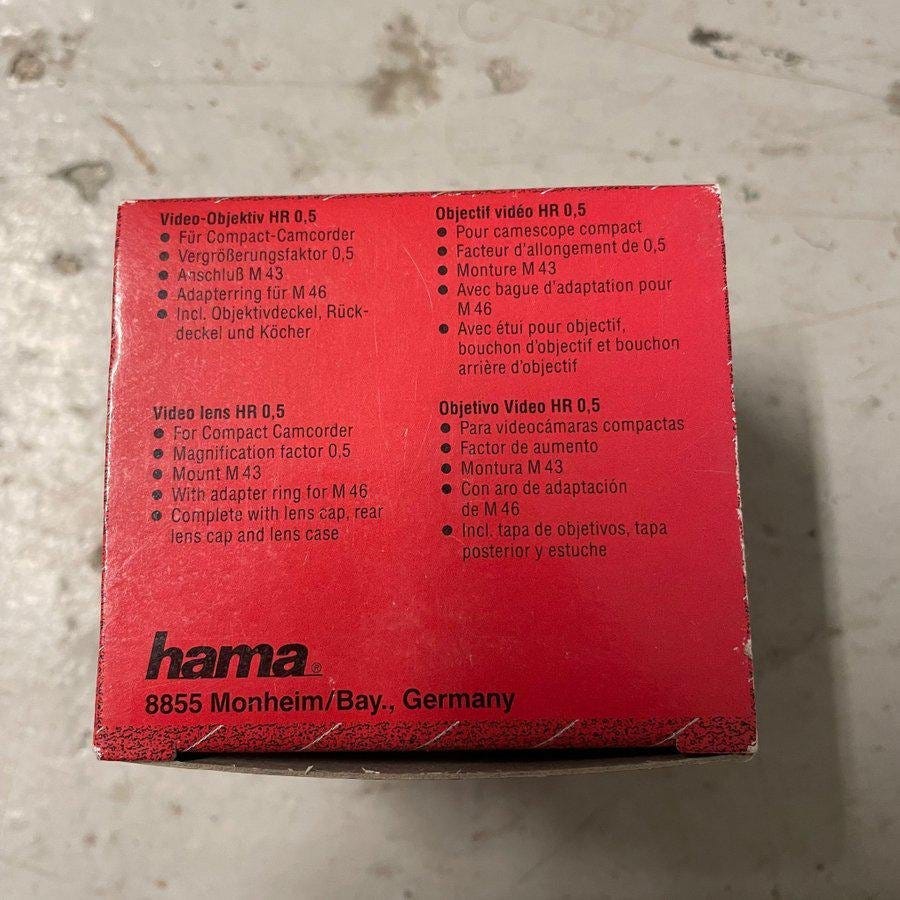 Video-Objektiv HR 0,5
● Für Compact-Camcorder
● Vergrößerungsfaktor 0,5
● Anschluß M 43
● Adapterring für M 46
● Incl. Objektivdeckel, Rück-
deckel und Köcher
Objectif vidéo HR 0,5
● Pour camescope compact
● Facteur d'allongement de 0,5
● Monture M 43
● Avec bague d'adaptation pour
M 46
● Avec étui pour objectif,
bouchon d'objectif et bouchon
arrière d'objectif
Video lens HR 0,5
● For Compact Camcorder
● Magnification factor 0,5
● Mount M 43
● With adapter ring for M 46
● Complete with lens cap, rear
lens cap and lens case
Objetivo Video HR 0,5
● Para videocámaras compactas
● Factor de aumento
● Montura M 43
● Con aro de adaptación
de M 46
● Incl. tapa de objetivos, tapa
posterior y estuche
hama®
8855 Monheim/Bay., Germany